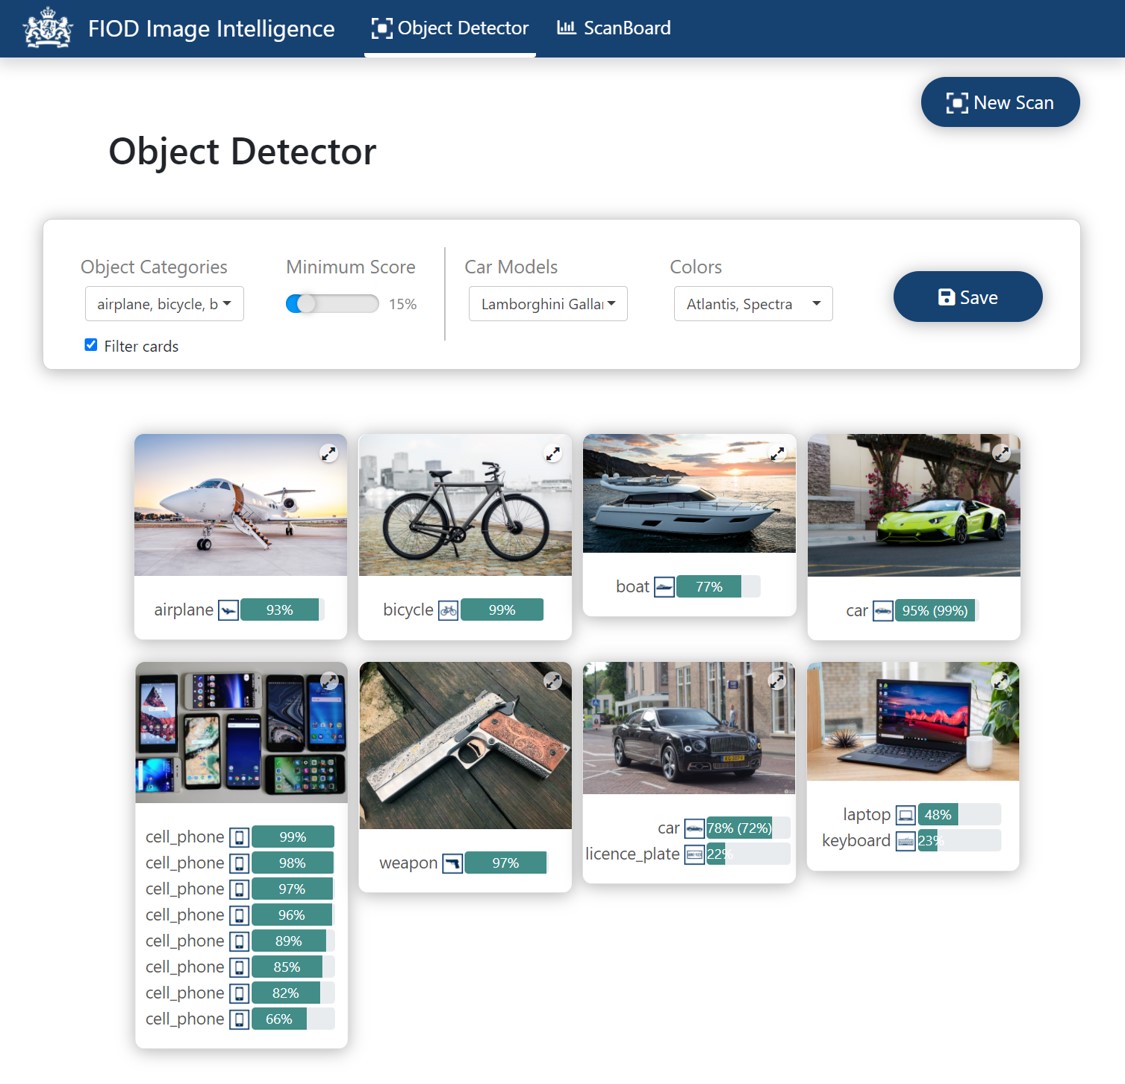 FIOD Image Intelligence
Object Detector
ScanBoard
New Scan
Object Detector
Object Categories
Minimum Score
Car Models
Colors
airplane, bicycle, b
15%
Lamborghini Galla
Atlantis, Spectra
Save
Filter cards
airplane 93%
bicycle 99%
boat 77%
car 95% (99%)
cell_phone 99%
cell_phone 98%
cell_phone 97%
cell_phone 96%
cell_phone 89%
cell_phone 85%
cell_phone 82%
cell_phone 66%
weapon 97%
car 78% (72%)
licence_plate 22%
laptop 48%
keyboard 23%